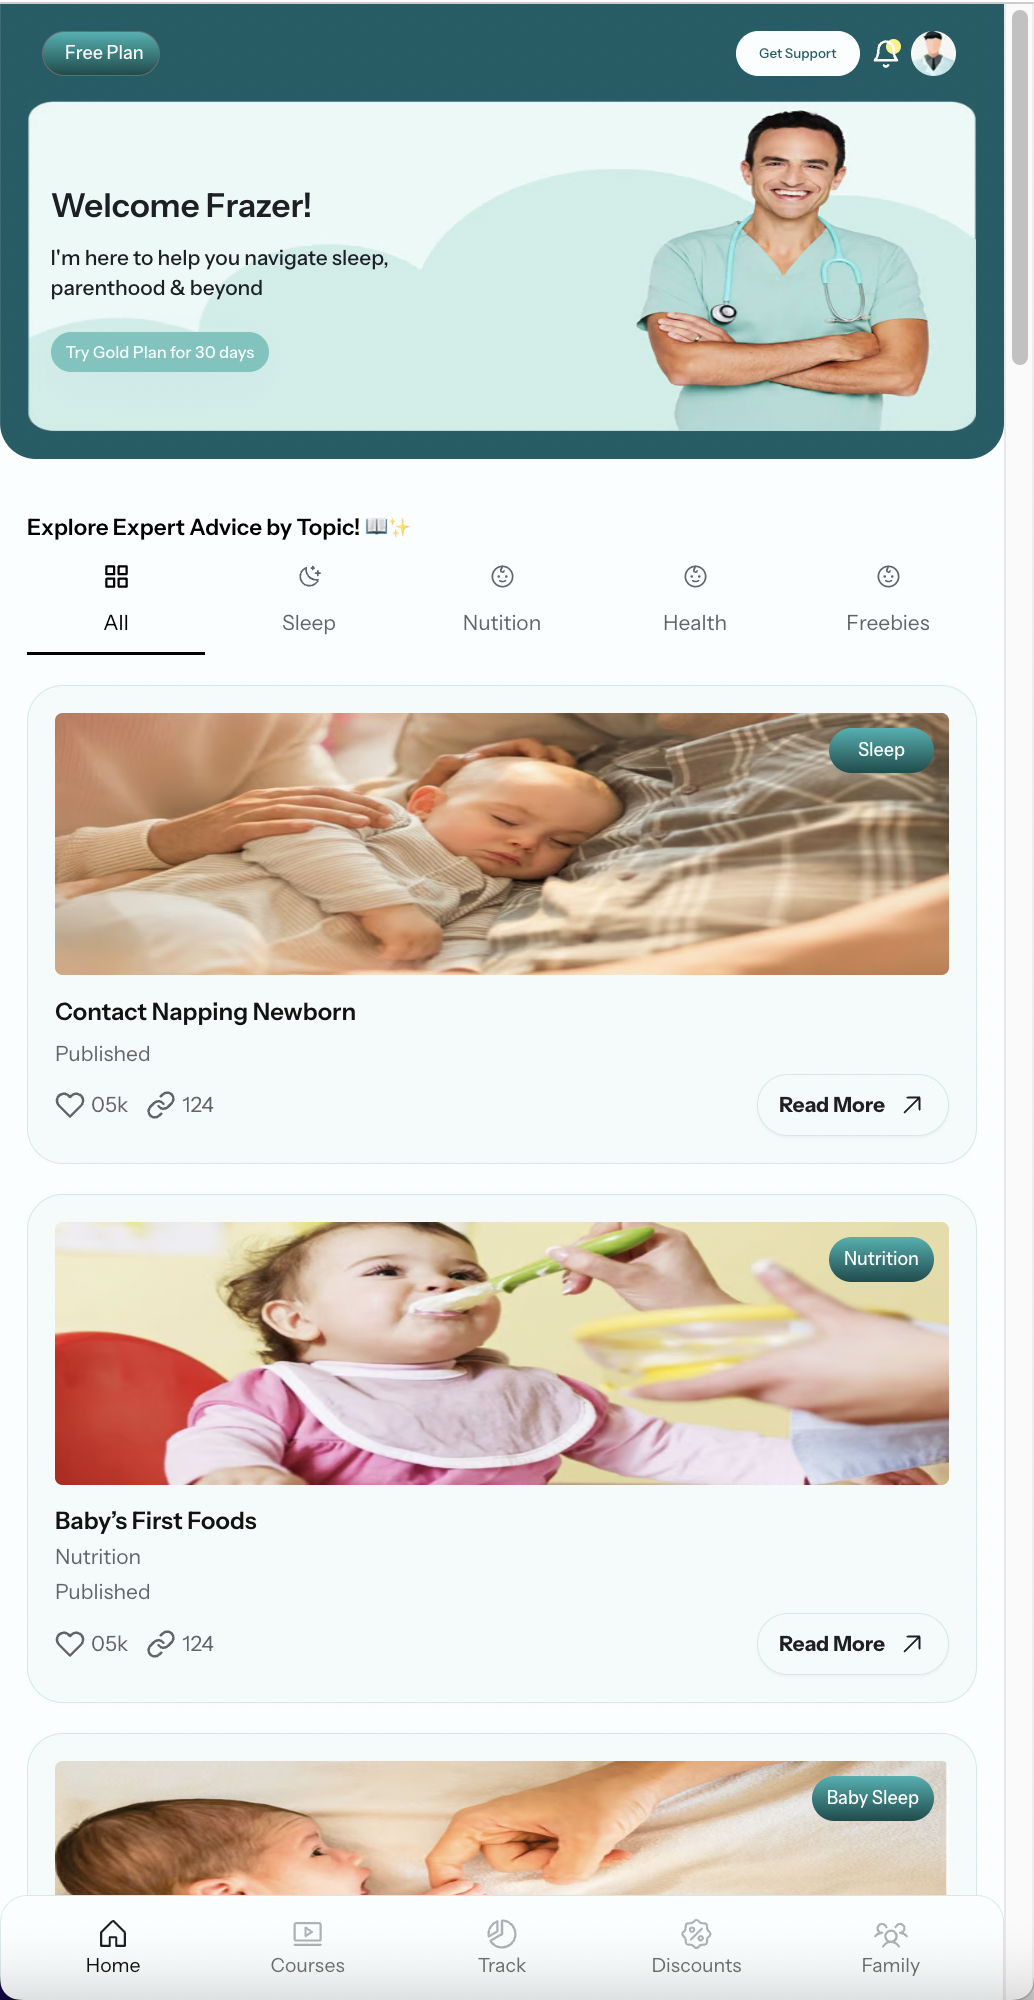 Free Plan
Get Support
Welcome Frazer!
I'm here to help you navigate sleep,
parenthood & beyond
Try Gold Plan for 30 days
Explore Expert Advice by Topic! 📖✨
All
Sleep
Nutition
Health
Freebies
Sleep
Contact Napping Newborn
Published
05k
124
Read More
Nutrition
Baby’s First Foods
Nutrition
Published
05k
124
Read More
Baby Sleep
Home
Courses
Track
Discounts
Family